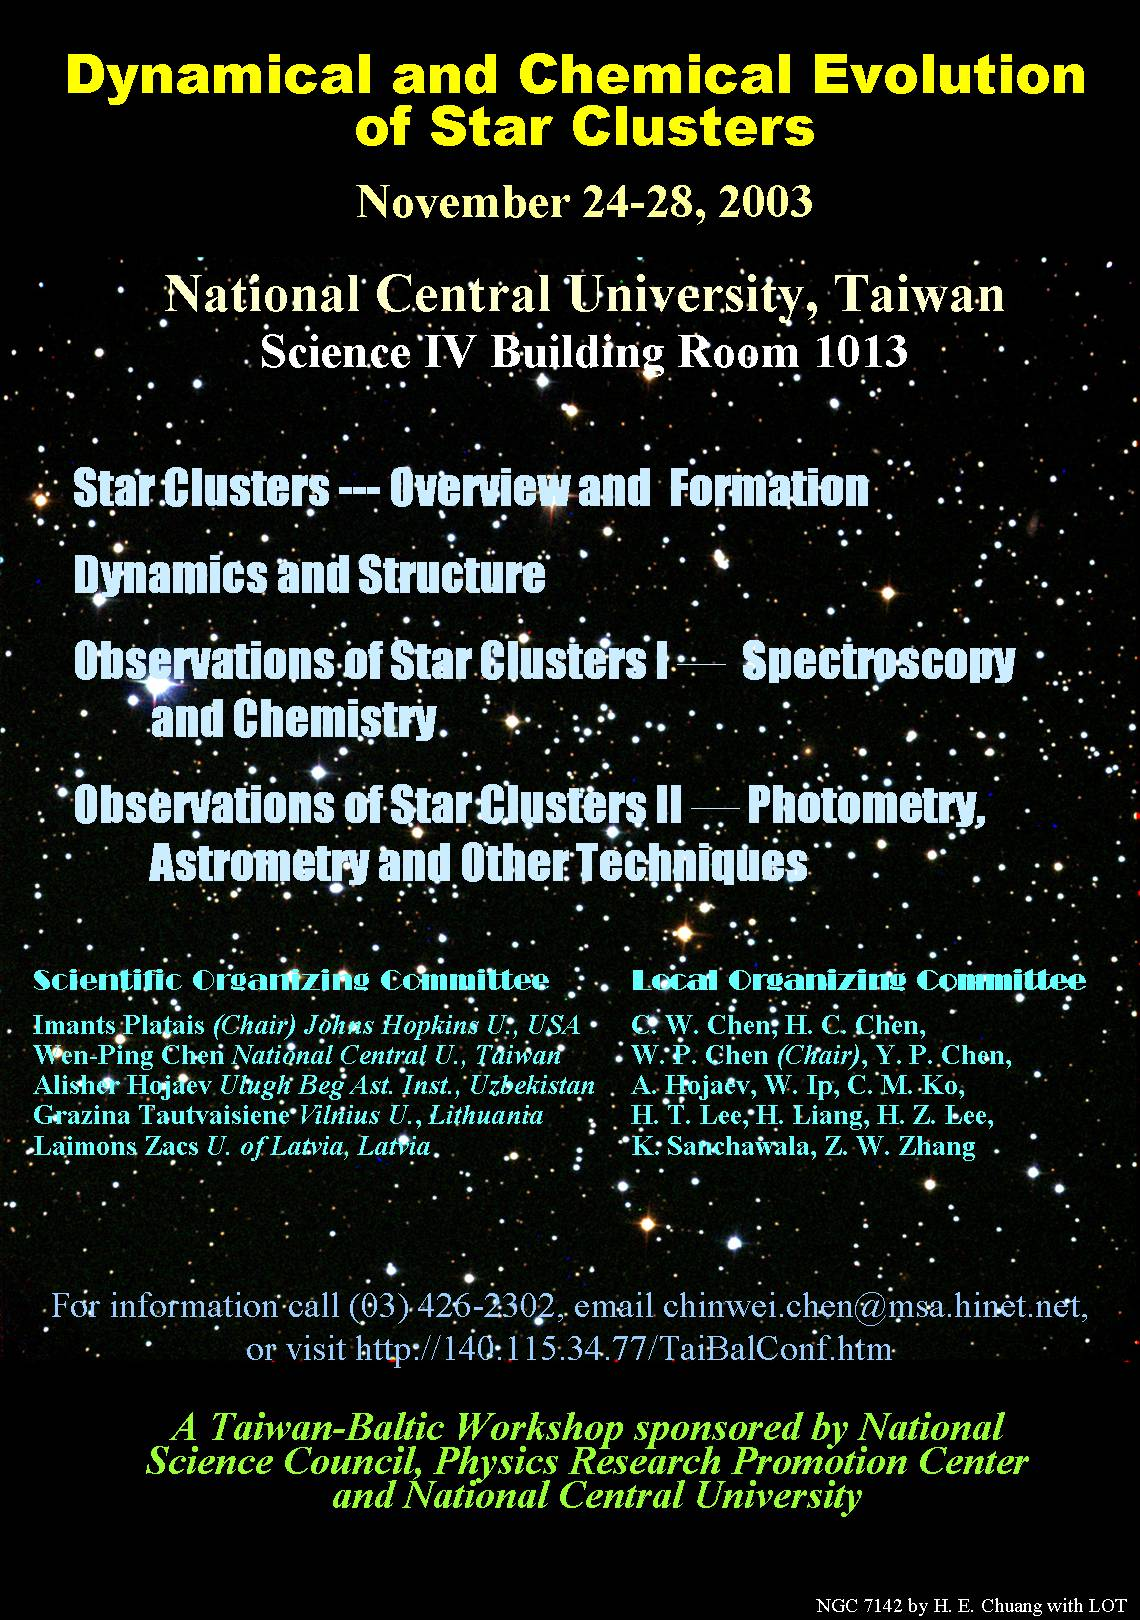 Dynamical and Chemical Evolution
of Star Clusters
November 24-28, 2003
National Central University, Taiwan
Science IV Building Room 1013
Star Clusters --- Overview and Formation
Dynamics and Structure
Observations of Star Clusters I — Spectroscopy
and Chemistry
Observations of Star Clusters II — Photometry,
Astrometry and Other Techniques
Scientific Organizing Committee
Imants Platais (Chair) Johns Hopkins U., USA
Wen-Ping Chen National Central U., Taiwan
Alisher Hojaev Ulugh Beg Ast. Inst., Uzbekistan
Grazina Tautvaisiene Vilnius U., Lithuania
Laimons Zacs U. of Latvia, Latvia
Local Organizing Committee
C. W. Chen, H. C. Chen,
W. P. Chen (Chair), Y. P. Chen,
A. Hojaev, W. Ip, C. M. Ko,
H. T. Lee, H. Liang, H. Z. Lee,
K. Sanchawala, Z. W. Zhang
For information call (03) 426-2302, email chinwei.chen@msa.hinet.net,
or visit http://140.115.34.77/TaiBalConf.htm
A Taiwan-Baltic Workshop sponsored by National
Science Council, Physics Research Promotion Center
and National Central University
NGC 7142 by H. E. Chuang with LOT